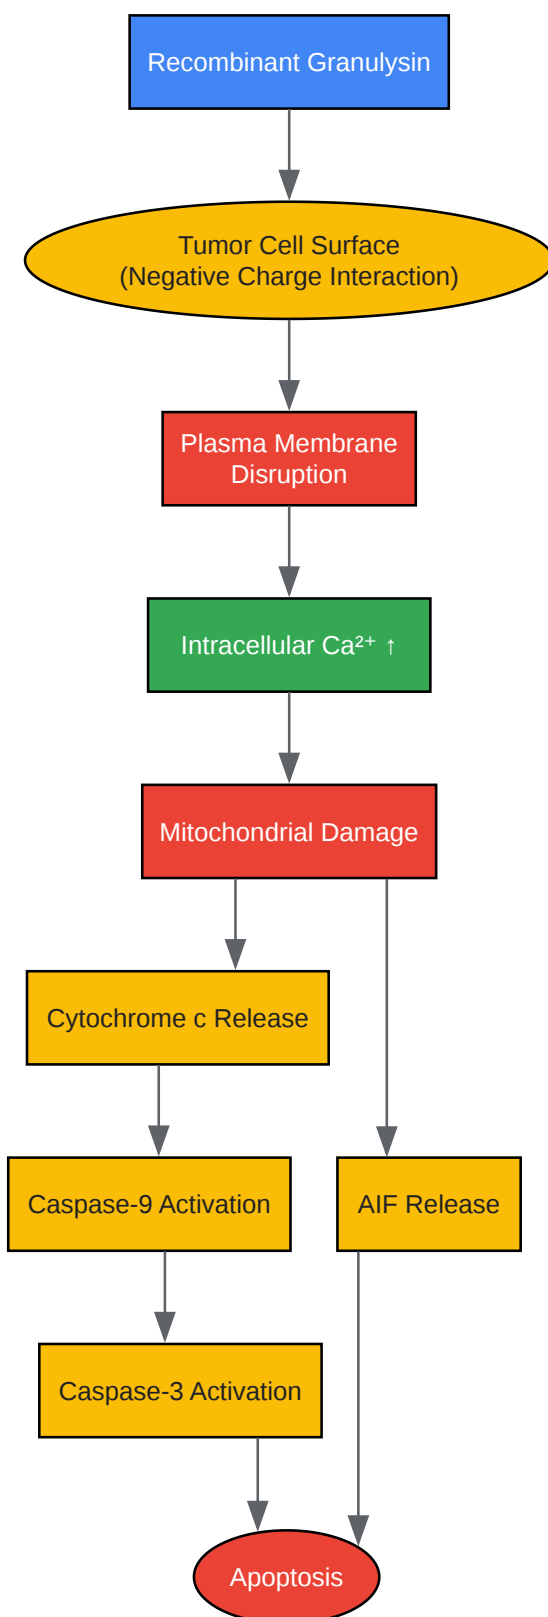 Recombinant Granulysin
Tumor Cell Surface
(Negative Charge Interaction)
Plasma Membrane
Disruption
Intracellular Ca²⁺ ↑
Mitochondrial Damage
Cytochrome c Release
Caspase-9 Activation
AIF Release
Caspase-3 Activation
Apoptosis